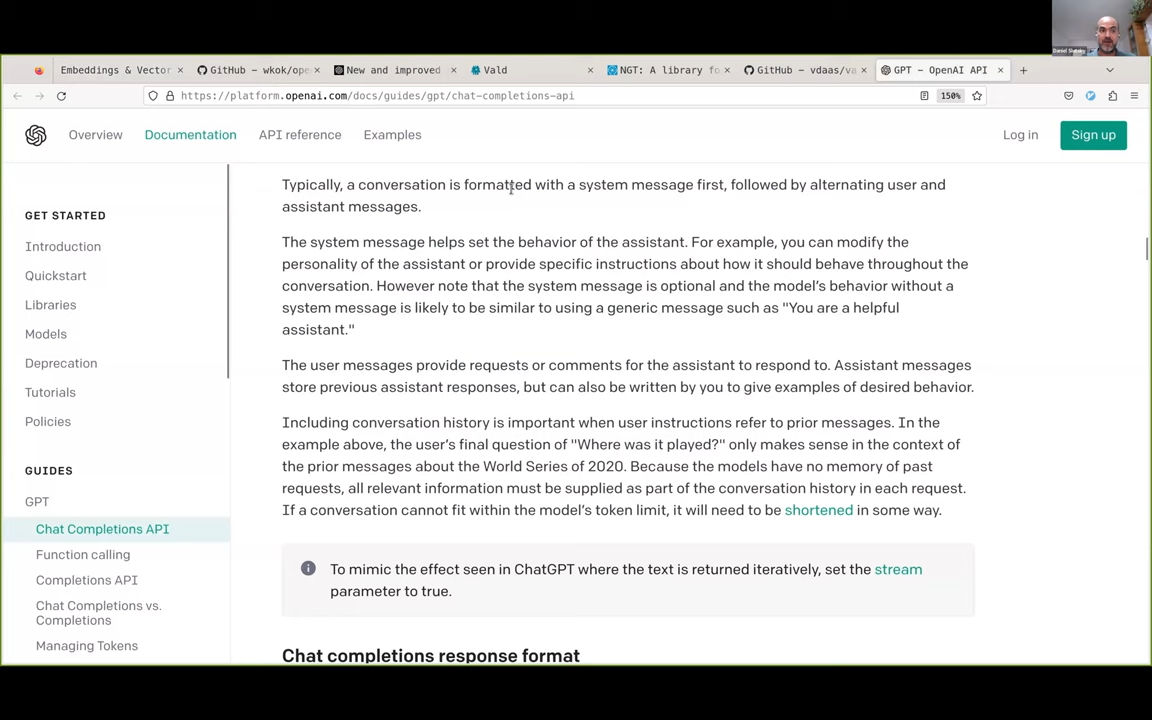 Daniel Slutsky
Embeddings & Vector
GitHub – wkok/ope
New and improved
Vald
NGT: A library fo
GitHub – vdaas/va
GPT - OpenAI API
https://platform.openai.com/docs/guides/gpt/chat-completions-api
150%
Overview
Documentation
API reference
Examples
Log in
Sign up
GET STARTED
Introduction
Quickstart
Libraries
Models
Deprecation
Tutorials
Policies
GUIDES
GPT
Chat Completions API
Function calling
Completions API
Chat Completions vs.
Completions
Managing Tokens
Typically, a conversation is formatted with a system message first, followed by alternating user and
assistant messages.
The system message helps set the behavior of the assistant. For example, you can modify the
personality of the assistant or provide specific instructions about how it should behave throughout the
conversation. However note that the system message is optional and the model’s behavior without a
system message is likely to be similar to using a generic message such as "You are a helpful
assistant."
The user messages provide requests or comments for the assistant to respond to. Assistant messages
store previous assistant responses, but can also be written by you to give examples of desired behavior.
Including conversation history is important when user instructions refer to prior messages. In the
example above, the user’s final question of "Where was it played?" only makes sense in the context of
the prior messages about the World Series of 2020. Because the models have no memory of past
requests, all relevant information must be supplied as part of the conversation history in each request.
If a conversation cannot fit within the model’s token limit, it will need to be shortened in some way.
To mimic the effect seen in ChatGPT where the text is returned iteratively, set the stream
parameter to true.
Chat completions response format